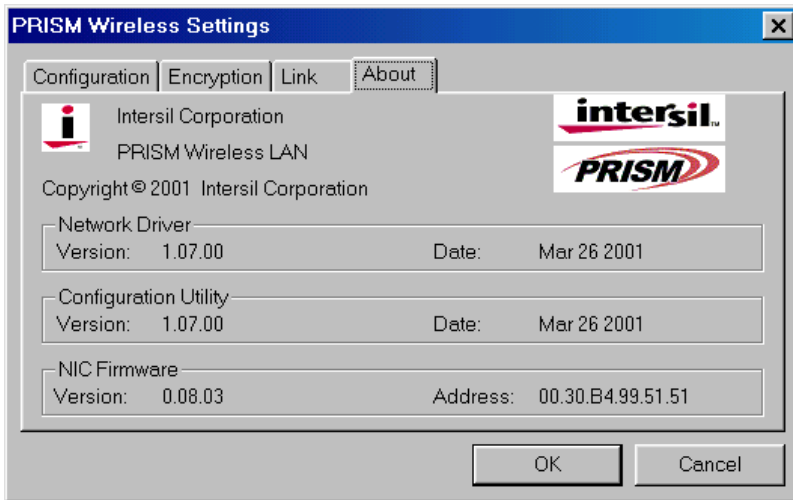 PRISM Wireless Settings
Configuration Encryption Link About
Intersil Corporation
PRISM Wireless LAN
intersil™
PRISM
Copyright © 2001 Intersil Corporation
Network Driver
Version: 1.07.00 Date: Mar 26 2001
Configuration Utility
Version: 1.07.00 Date: Mar 26 2001
NIC Firmware
Version: 0.08.03 Address: 00.30.B4.99.51.51
OK Cancel